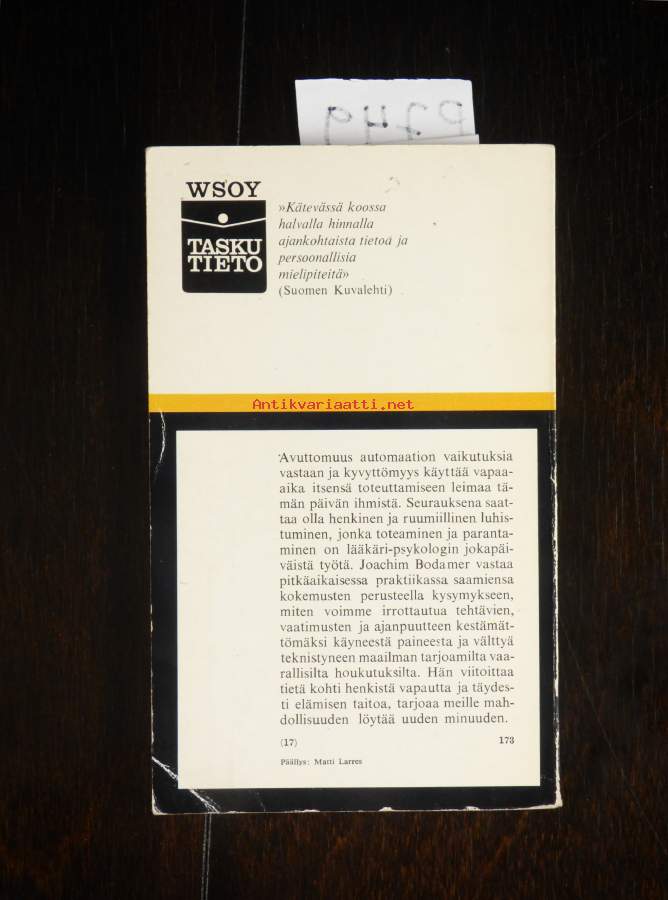 WSOY
TASKU
TIETO
»Kätevässä koossa
halvalla hinnalla
ajankohtaista tietoa ja
persoonallisia
mielipiteitä»
(Suomen Kuvalehti)
Antikvariaatti.net
Avuttomuus automaation vaikutuksia
vastaan ja kyvyttömyys käyttää vapaa-
aika itsensä toteuttamiseen leimaa tä-
män päivän ihmistä. Seurauksena saat-
taa olla henkinen ja ruumiillinen luhis-
tuminen, jonka toteaminen ja paranta-
minen on lääkäri-psykologin jokapäi-
väistä työtä. Joachim Bodamer vastaa
pitkäaikaisessa praktiikassa saamiensa
kokemusten perusteella kysymykseen,
miten voimme irrottautua tehtävien,
vaatimusten ja ajanpuutteen kestämät-
tömäksi käyneestä paineesta ja välttyä
teknistyneen maailman tarjoamilta vaa-
rallisilta houkutuksilta. Hän viitoittaa
tietä kohti henkistä vapautta ja täydes-
ti elämisen taitoa, tarjoaa meille mah-
dollisuuden löytää uuden minuuden.
(17) 173
Päällys: Matti Larres